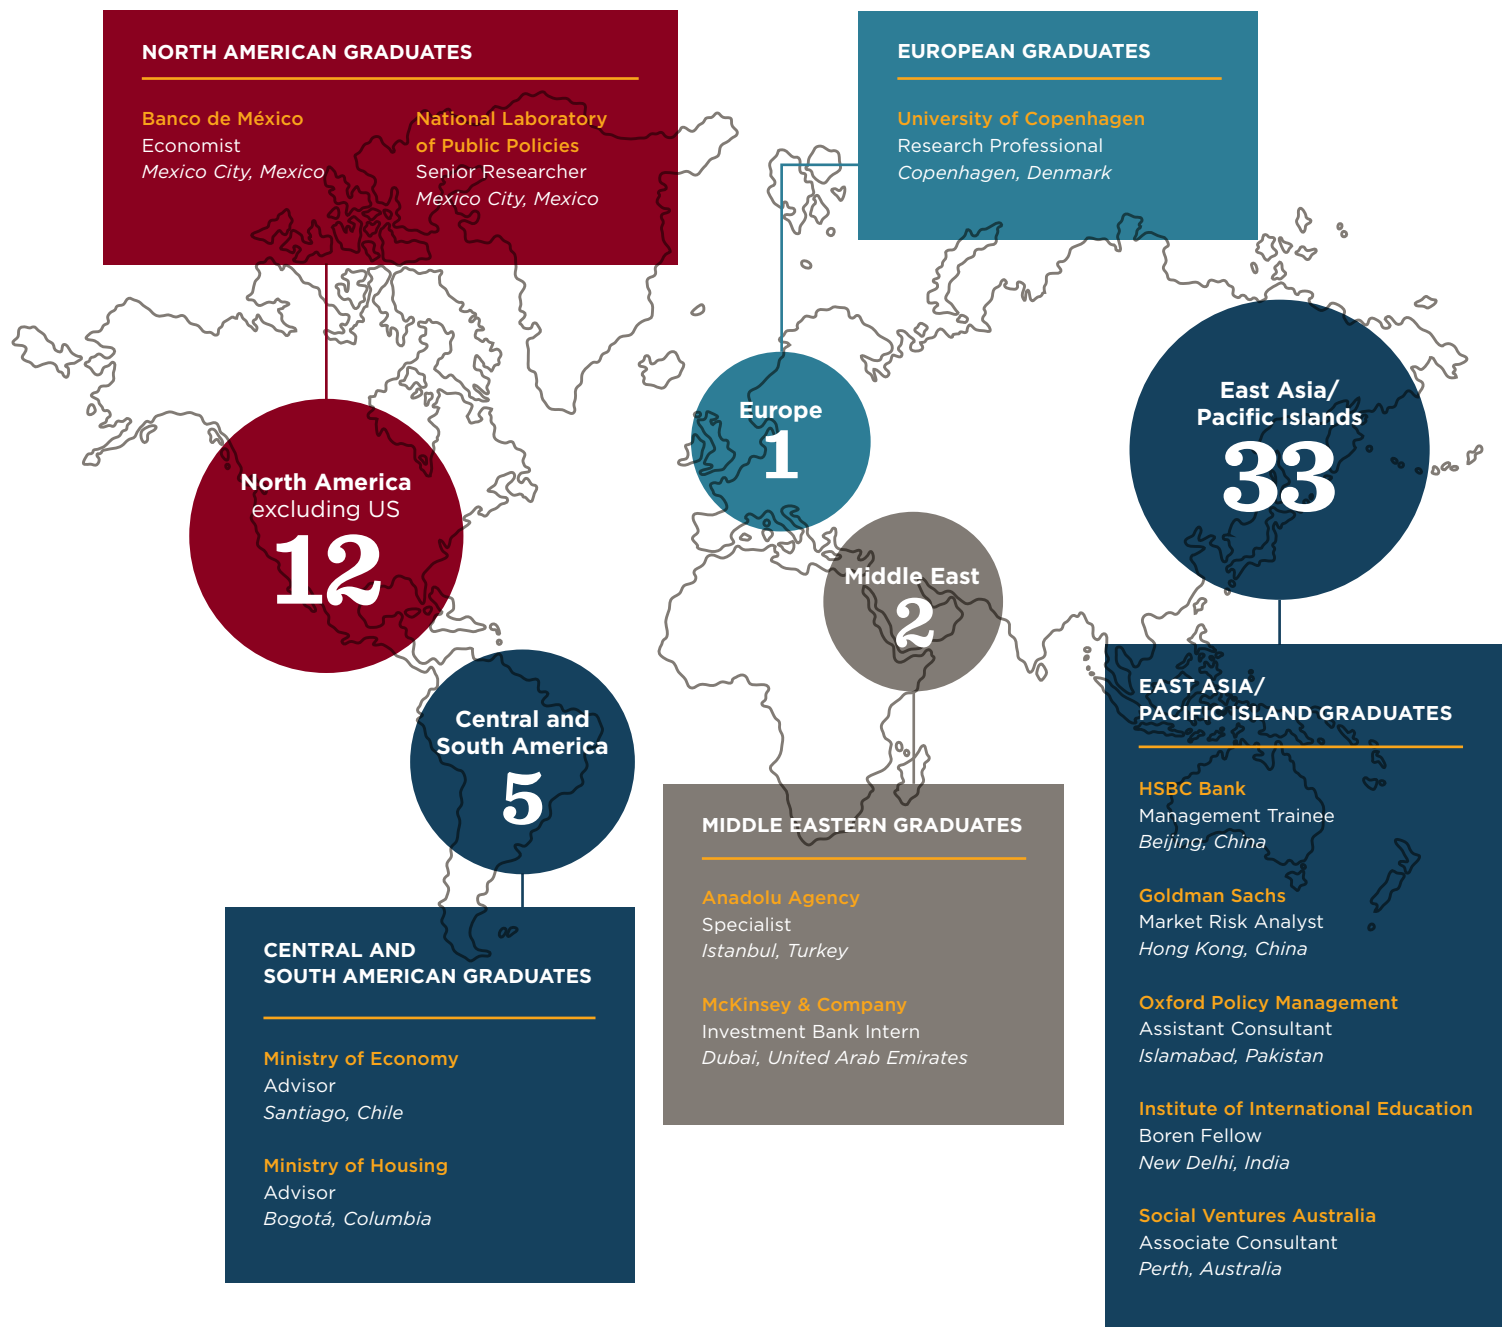 NORTH AMERICAN GRADUATES
Banco de México
Economist
Mexico City, Mexico
National Laboratory
of Public Policies
Senior Researcher
Mexico City, Mexico
EUROPEAN GRADUATES
University of Copenhagen
Research Professional
Copenhagen, Denmark
North America
excluding US
12
Europe
1
East Asia/
Pacific Islands
33
Middle East
2
Central and
South America
5
CENTRAL AND
SOUTH AMERICAN GRADUATES
Ministry of Economy
Advisor
Santiago, Chile
Ministry of Housing
Advisor
Bogotá, Columbia
MIDDLE EASTERN GRADUATES
Anadolu Agency
Specialist
Istanbul, Turkey
McKinsey & Company
Investment Bank Intern
Dubai, United Arab Emirates
EAST ASIA/
PACIFIC ISLAND GRADUATES
HSBC Bank
Management Trainee
Beijing, China
Goldman Sachs
Market Risk Analyst
Hong Kong, China
Oxford Policy Management
Assistant Consultant
Islamabad, Pakistan
Institute of International Education
Boren Fellow
New Delhi, India
Social Ventures Australia
Associate Consultant
Perth, Australia